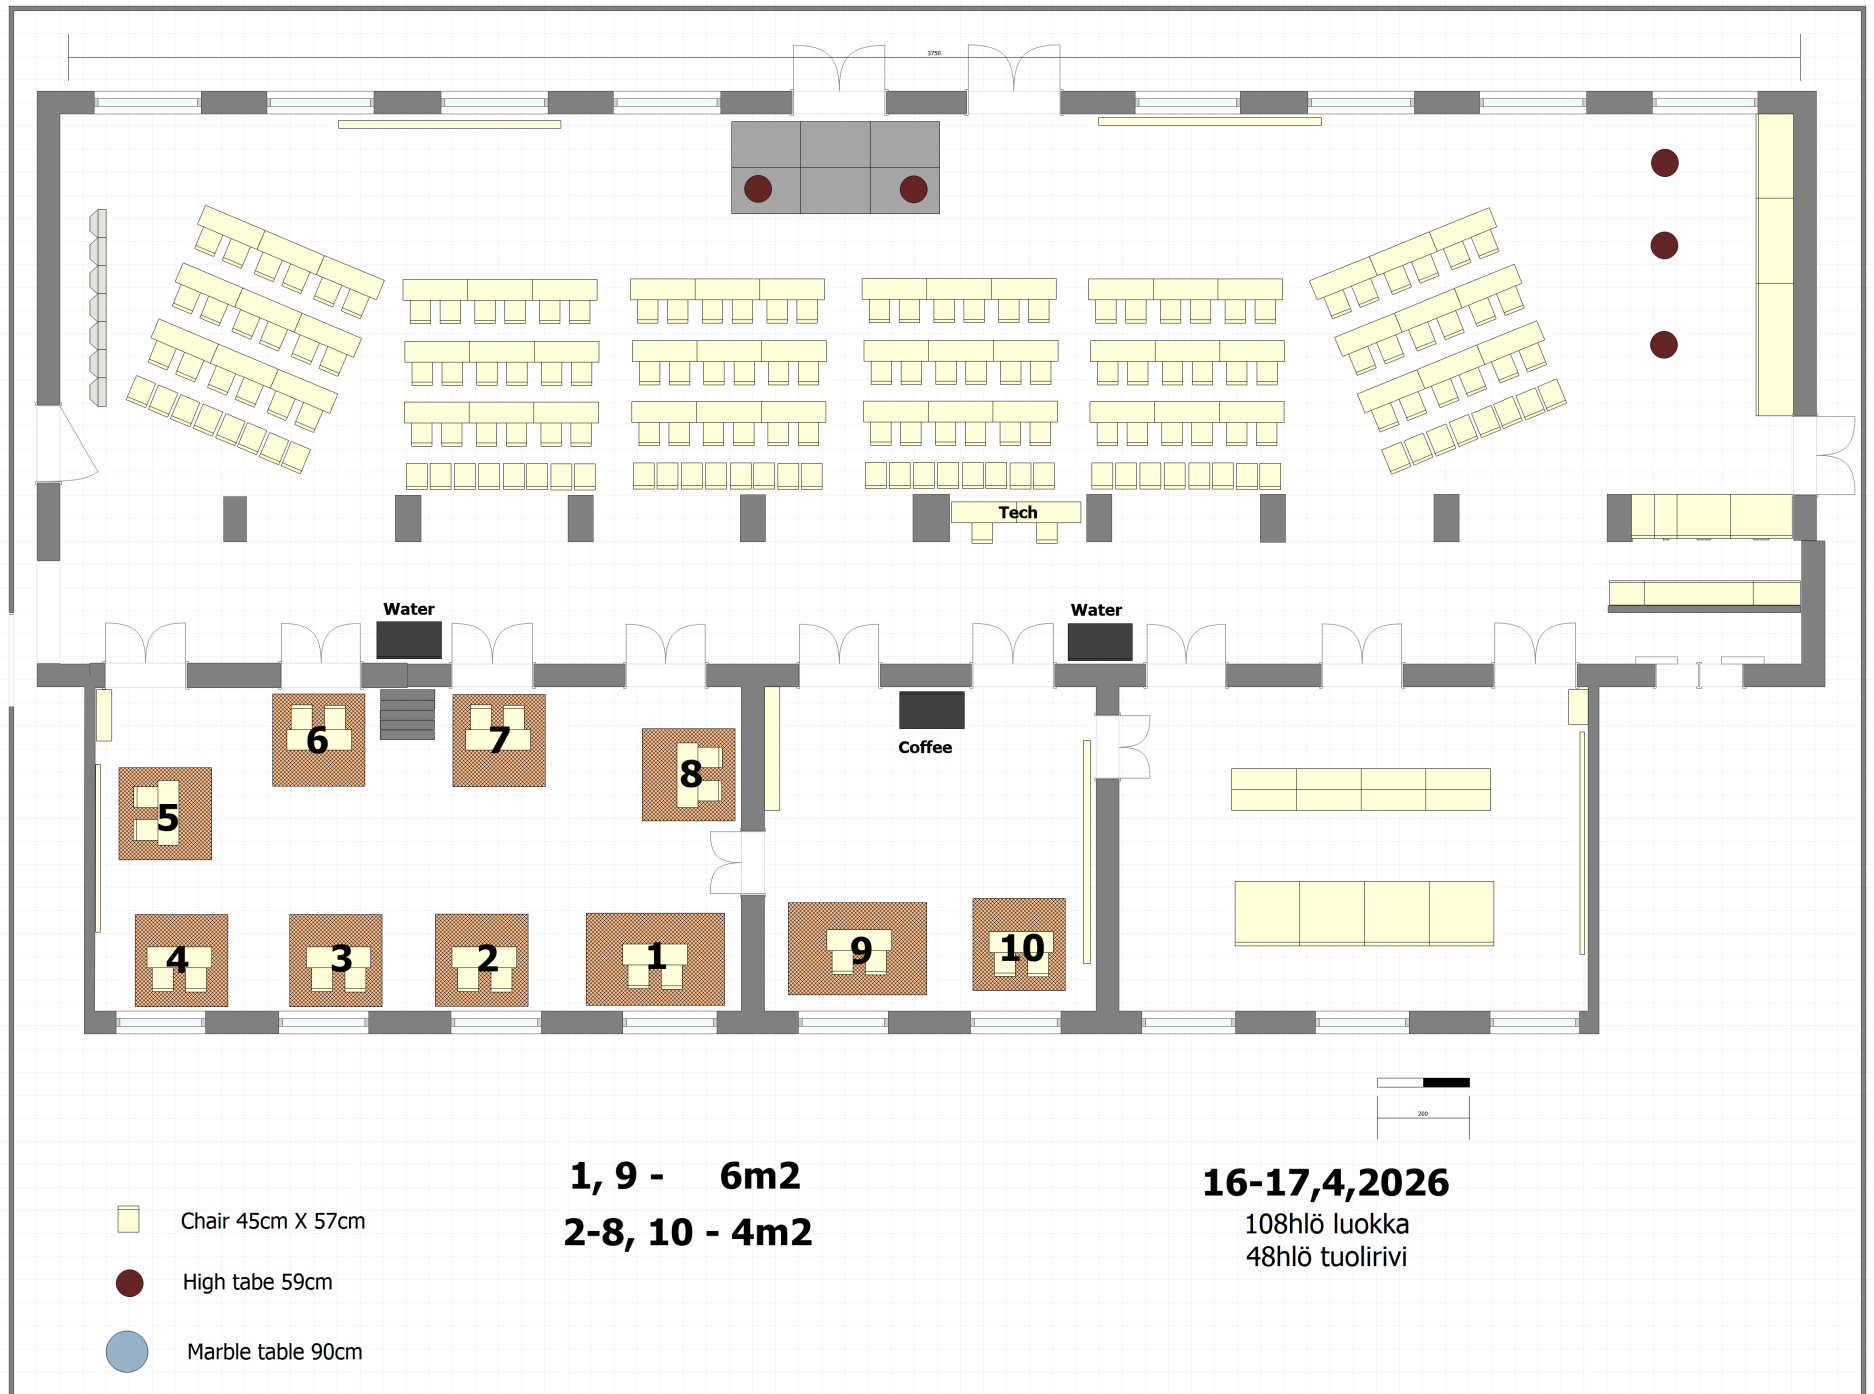 3750
Tech
Water
Water
6
7
8
Coffee
5
4
3
2
1
9
10
200
1, 9 - 6m2
2-8, 10 - 4m2
16-17,4,2026
108hlö luokka
48hlö tuolirivi
Chair 45cm X 57cm
High tabe 59cm
Marble table 90cm